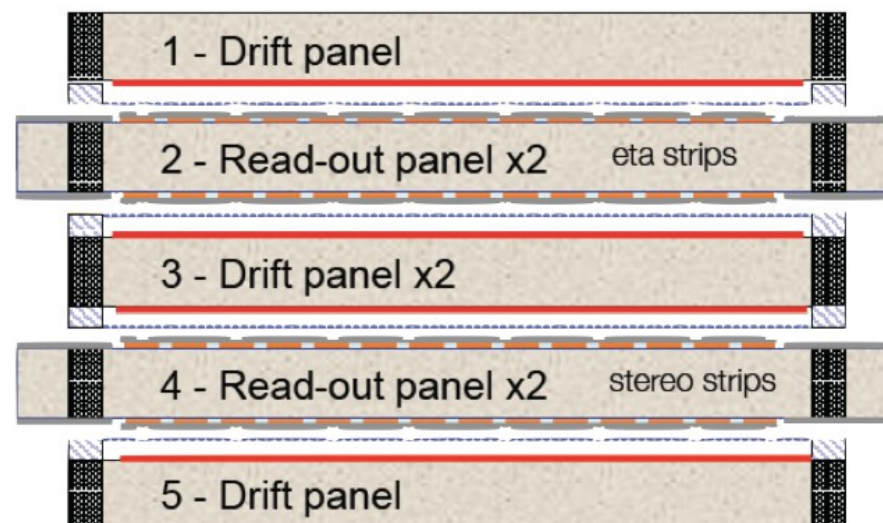 1 - Drift panel
2 - Read-out panel x2 eta strips
3 - Drift panel x2
4 - Read-out panel x2 stereo strips
5 - Drift panel